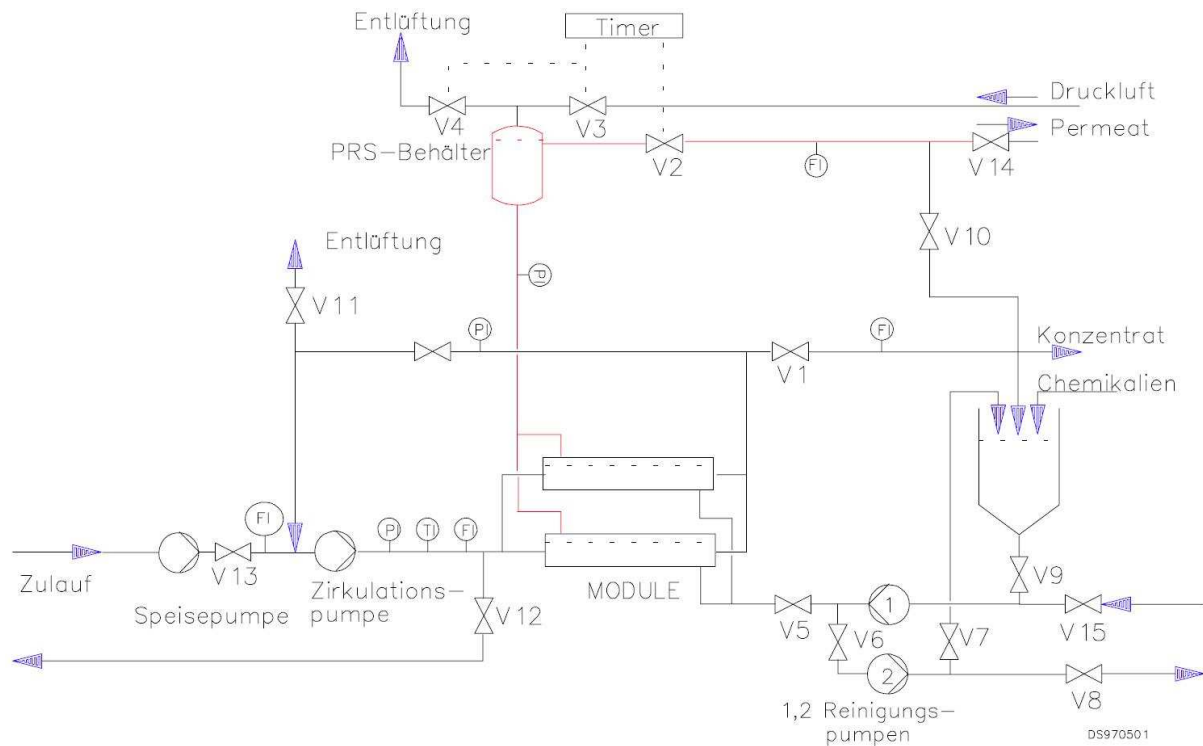 Entlüftung
Timer
Druckluft
V4
V3
Permeat
PRS-Behälter
V2
FI
V14
Entlüftung
V10
PI
V11
PI
FI
Konzentrat
V1
Chemikalien
FI
PI
TI
FI
V13
Zulauf
Zirkulations-
pumpe
Speisepumpe
V12
MODULE
V9
V5
1
V6
V7
V15
2
V8
1,2 Reinigungs-
pumpen
DS970501